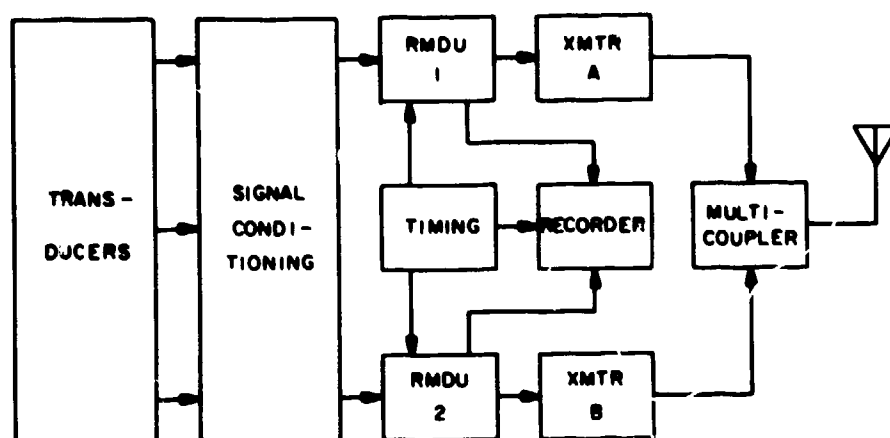 TRANS-
DUCERS
SIGNAL
CONDI-
TIONING
RMDU
1
XMTR
A
TIMING
RECORDER
MULTI-
COUPLER
RMDU
2
XMTR
B